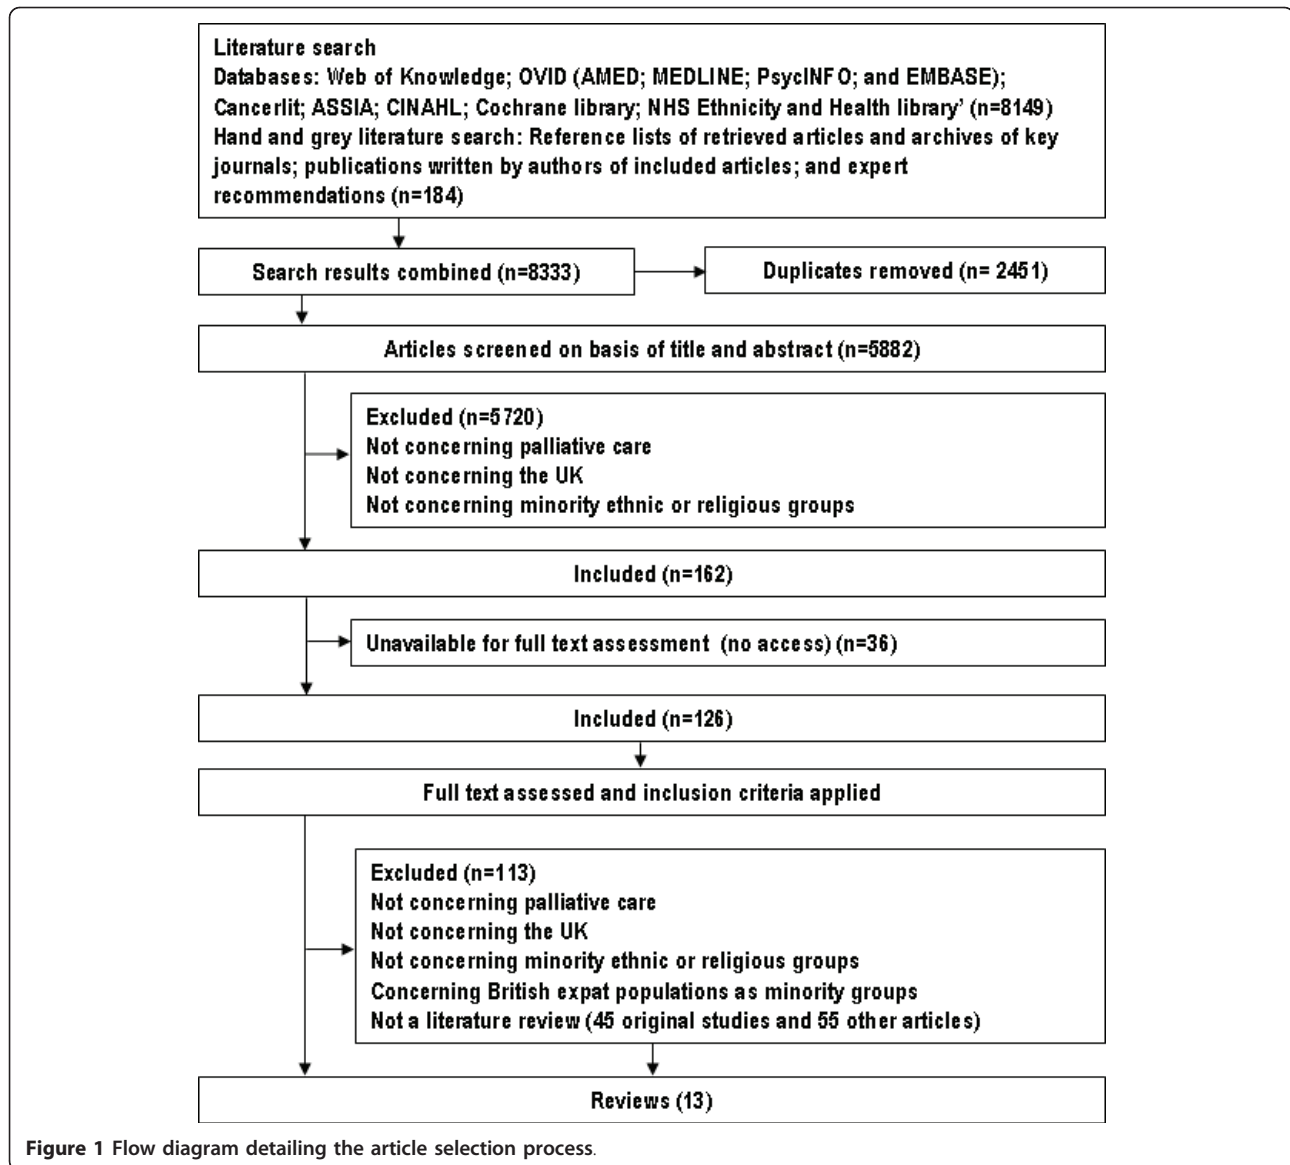 Literature search
Databases: Web of Knowledge; OVID (AMED; MEDLINE; PsycINFO; and EMBASE);
Cancerlit; ASSIA; CINAHL; Cochrane library; NHS Ethnicity and Health library' (n=8149)
Hand and grey literature search: Reference lists of retrieved articles and archives of key
journals; publications written by authors of included articles; and expert
recommendations (n=184)
Search results combined (n=8333)
Duplicates removed (n= 2451)
Articles screened on basis of title and abstract (n=5882)
Excluded (n=5720)
Not concerning palliative care
Not concerning the UK
Not concerning minority ethnic or religious groups
Included (n=162)
Unavailable for full text assessment (no access) (n=36)
Included (n=126)
Full text assessed and inclusion criteria applied
Excluded (n=113)
Not concerning palliative care
Not concerning the UK
Not concerning minority ethnic or religious groups
Concerning British expat populations as minority groups
Not a literature review (45 original studies and 55 other articles)
Reviews (13)
Figure 1 Flow diagram detailing the article selection process.